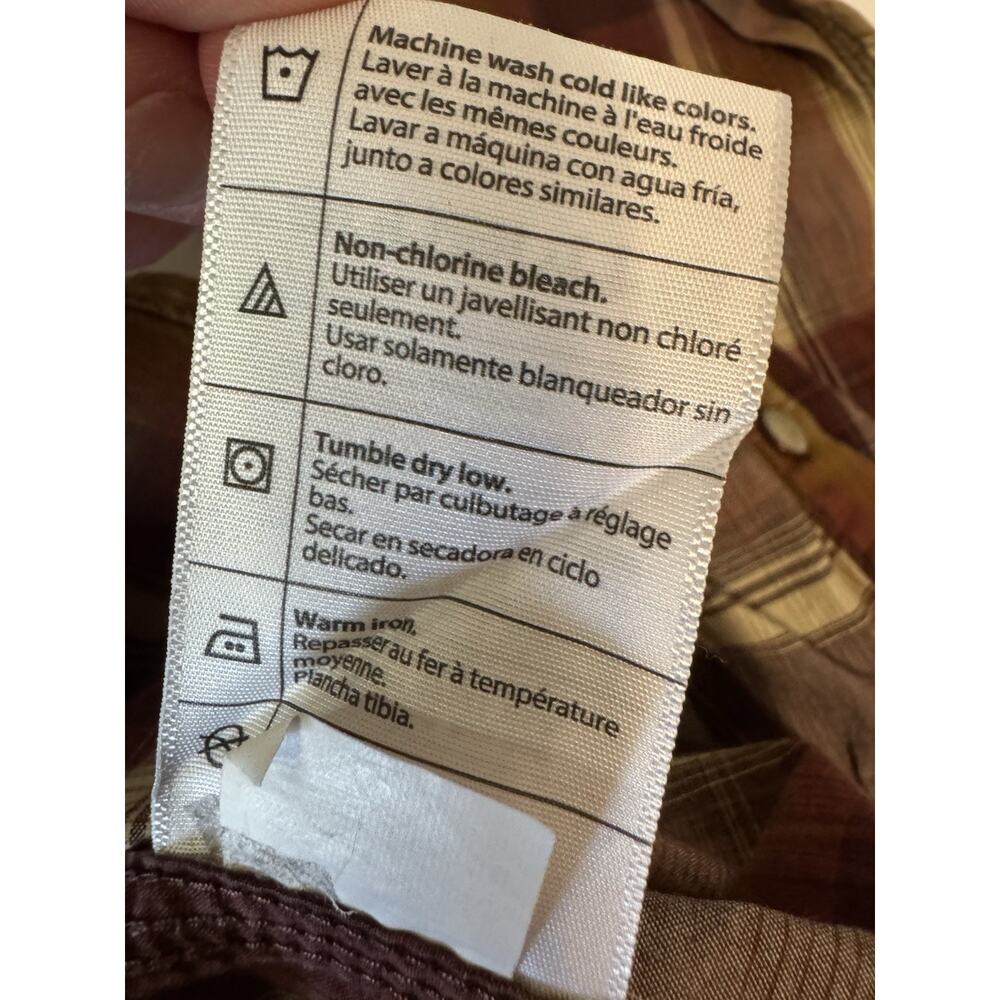 Machine wash cold like colors.
Laver à la machine à l'eau froide
avec les mêmes couleurs.
Lavar a máquina con agua fría,
junto a colores similares.
Non-chlorine bleach.
Utiliser un javellisant non chloré
seulement.
Usar solamente blanqueador sin
cloro.
Tumble dry low.
Sécher par culbutage à réglage
bas.
Secar en secadora en ciclo
delicado.
Warm iron.
Repasser au fer à température
moyenne.
Plancha tibia.